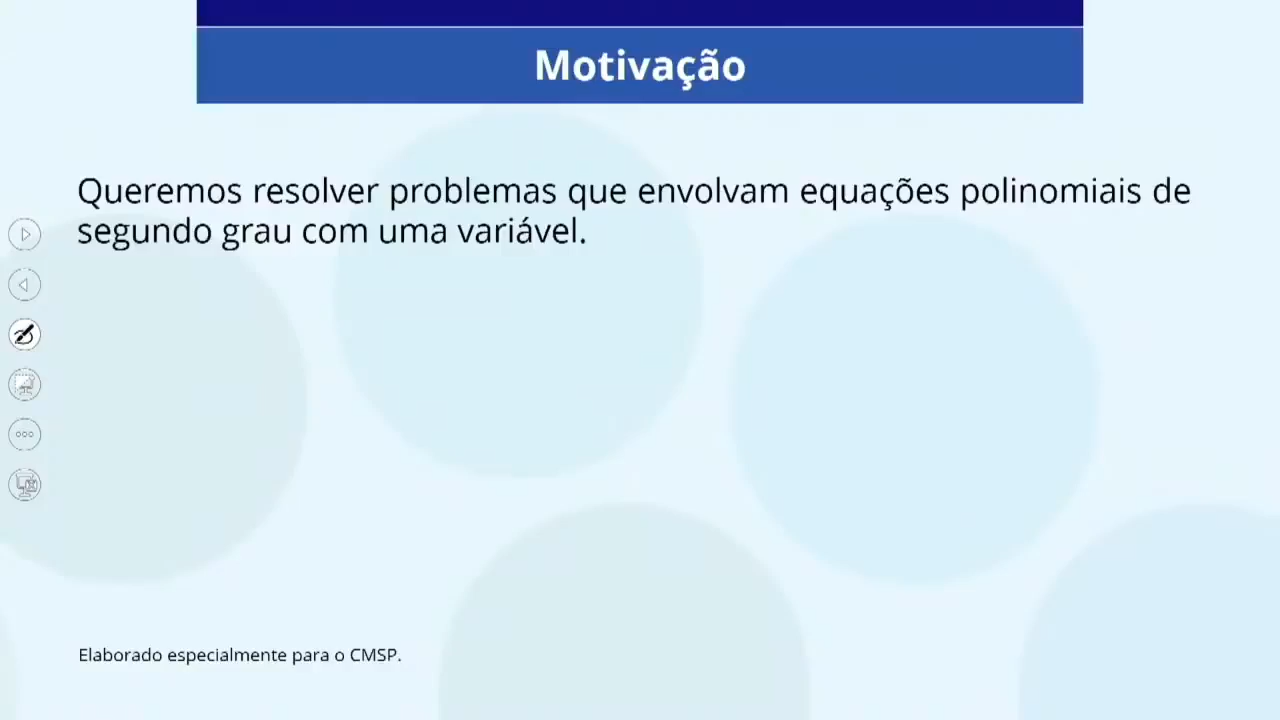 Motivação
Queremos resolver problemas que envolvam equações polinomiais de
segundo grau com uma variável.
Elaborado especialmente para o CMSP.